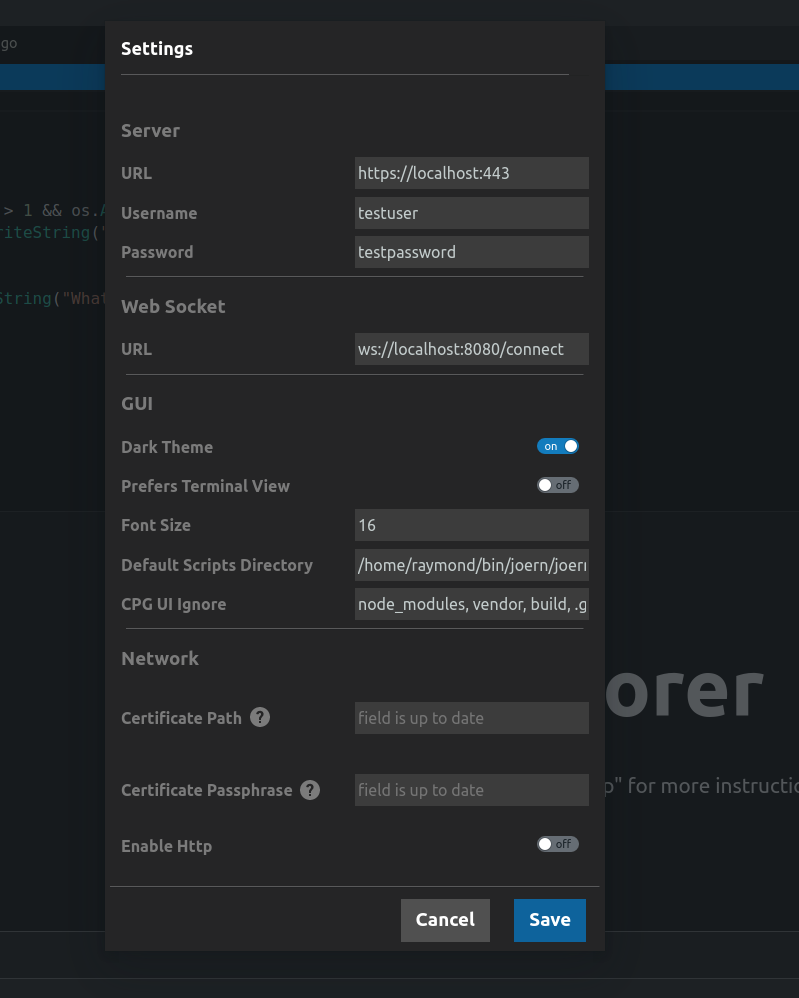 Settings
go
Server
URL https://localhost:443
Username testuser
> 1 && os.
riteString("
Password testpassword
String("What
Web Socket
URL ws://localhost:8080/connect
GUI
Dark Theme on
Prefers Terminal View off
Font Size 16
Default Scripts Directory /home/raymond/bin/joern/joer
CPG UI Ignore node_modules, vendor, build, .g
Network
orer
Certificate Path ? field is up to date
Certificate Passphrase ? field is up to date
p" for more instructio
Enable Http off
Cancel Save